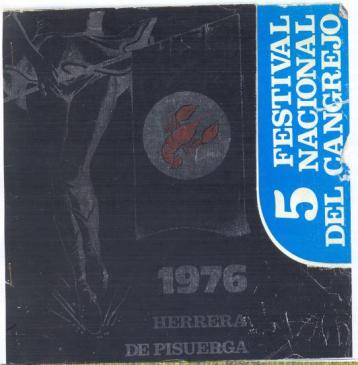 5 FESTIVAL
NACIONAL
DEL CANGREJO
1976
HERRERA
DE PISUERGA